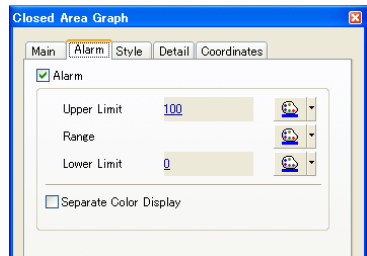 Closed Area Graph
Main Alarm Style Detail Coordinates
Alarm
Upper Limit 100
Range
Lower Limit 0
Separate Color Display